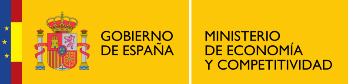 GOBIERNO
DE ESPAÑA
MINISTERIO
DE ECONOMÍA
Y COMPETITIVIDAD